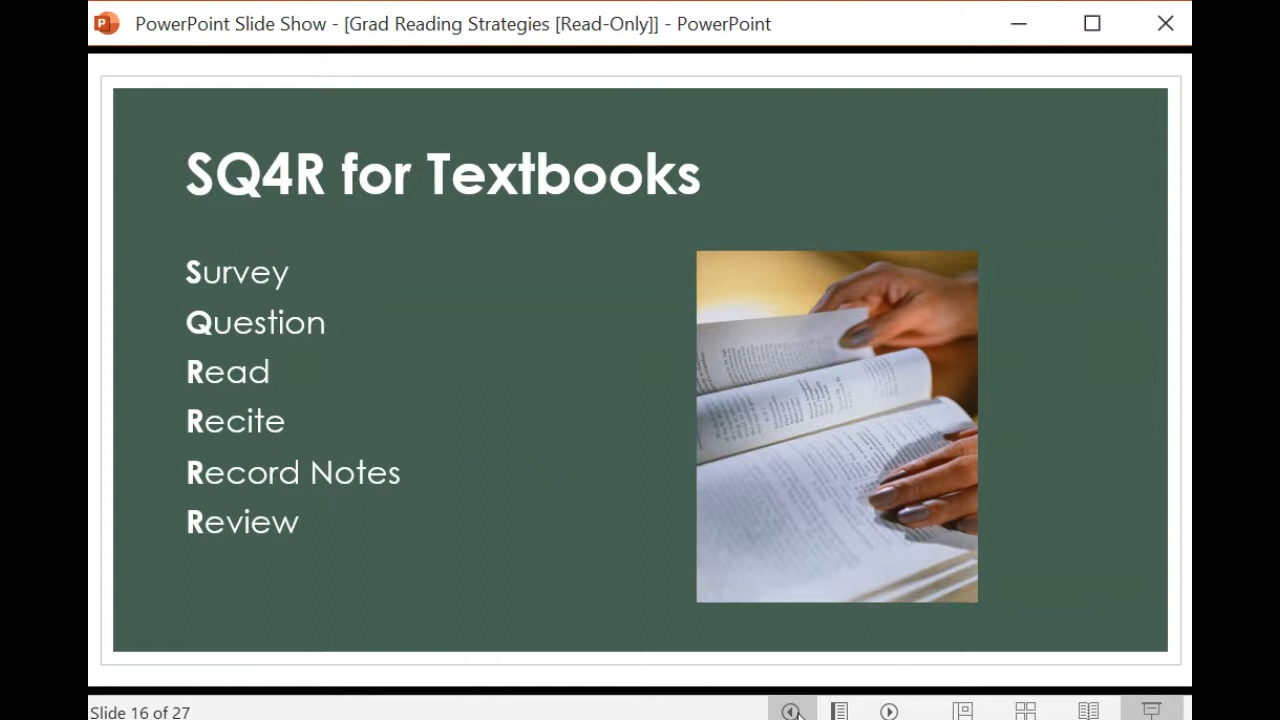 PowerPoint Slide Show - [Grad Reading Strategies [Read-Only]] - PowerPoint
SQ4R for Textbooks
Survey
Question
Read
Recite
Record Notes
Review
Slide 16 of 27